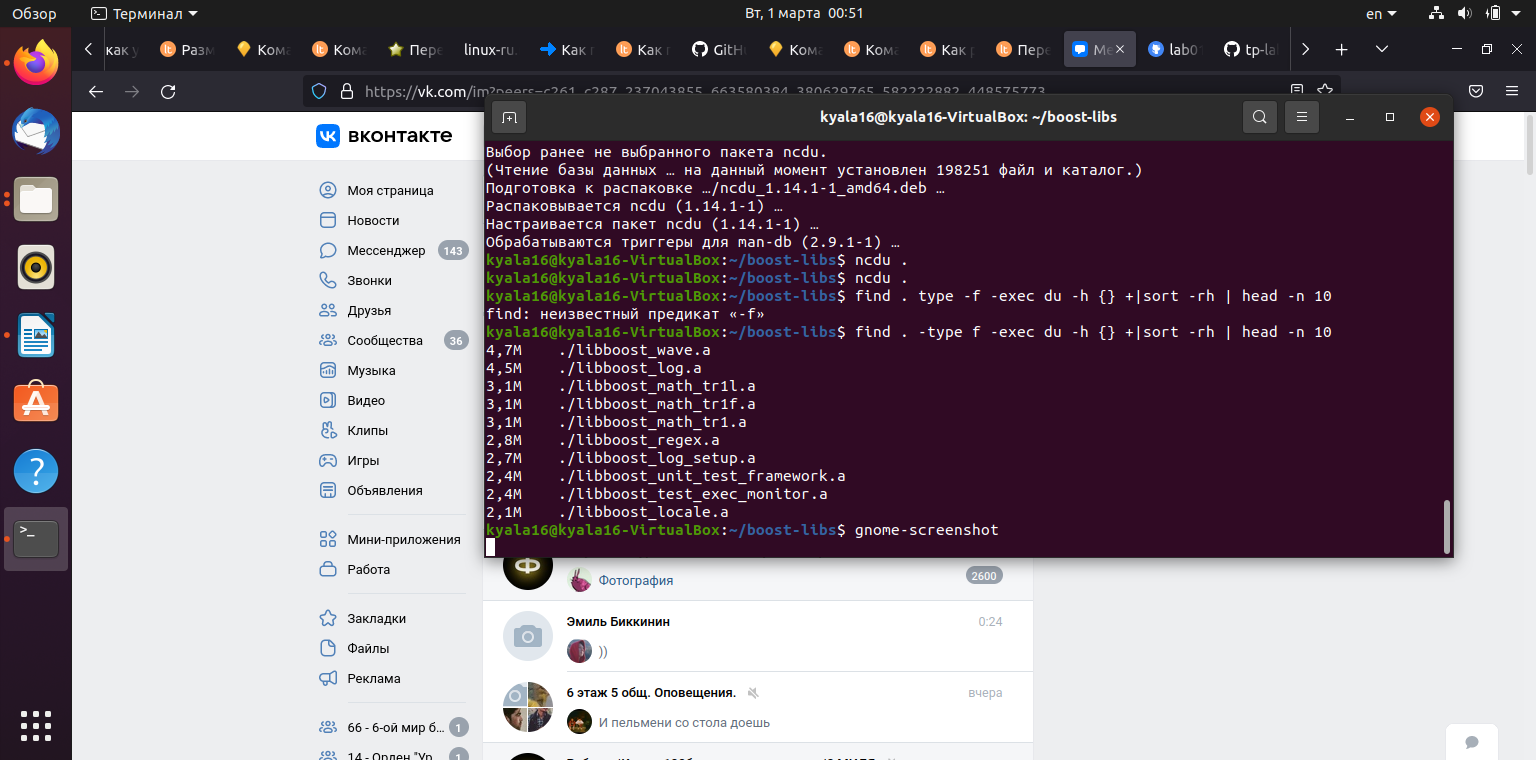 Обзор
Терминал
Вт, 1 марта 00:51
en
как у
Разм
Кома
Кома
Пере
linux-ru.
Как п
Как п
GitHu
Кома
Кома
Как р
Пере
Ме
lab0
tp-lab
kyala16@kyala16-VirtualBox: ~/boost-libs
вконтакте
Моя страница
Новости
Мессенджер 143
Звонки
Друзья
Сообщества 36
Музыка
Видео
Клипы
Игры
Объявления
Мини-приложения
Работа
Закладки
Файлы
Реклама
66 - 6-ой мир б... 1
14 - Орден "Ур 1
Выбор ранее не выбранного пакета ncdu.
(Чтение базы данных … на данный момент установлен 198251 файл и каталог.)
Подготовка к распаковке …/ncdu_1.14.1-1_amd64.deb …
Распаковывается ncdu (1.14.1-1) …
Настраивается пакет ncdu (1.14.1-1) …
Обрабатываются триггеры для man-db (2.9.1-1) …
kyala16@kyala16-VirtualBox:~/boost-libs$ ncdu .
kyala16@kyala16-VirtualBox:~/boost-libs$ ncdu .
kyala16@kyala16-VirtualBox:~/boost-libs$ find . type -f -exec du -h {} +|sort -rh | head -n 10
find: неизвестный предикат «-f»
kyala16@kyala16-VirtualBox:~/boost-libs$ find . -type f -exec du -h {} +|sort -rh | head -n 10
4,7M ./libboost_wave.a
4,5M ./libboost_log.a
3,1M ./libboost_math_tr1l.a
3,1M ./libboost_math_tr1f.a
3,1M ./libboost_math_tr1.a
2,8M ./libboost_regex.a
2,7M ./libboost_log_setup.a
2,4M ./libboost_unit_test_framework.a
2,4M ./libboost_test_exec_monitor.a
2,1M ./libboost_locale.a
kyala16@kyala16-VirtualBox:~/boost-libs$ gnome-screenshot
Фотография 2600
Эмиль Биккинин 0:24
))
6 этаж 5 общ. Оповещения. вчера
И пельмени со стола доешь